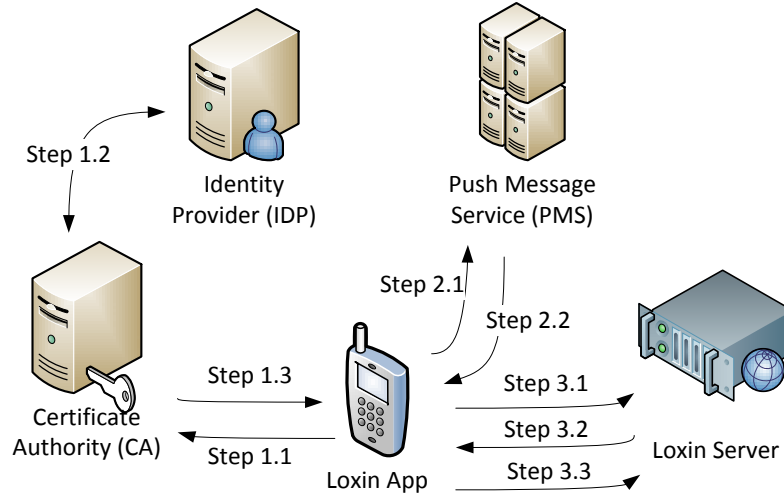 Step 1.2
Identity
Provider (IDP)
Push Message
Service (PMS)
Step 2.1
Step 2.2
Step 1.3
Step 3.1
Step 3.2
Certificate
Authority (CA)
Step 1.1
Loxin App
Step 3.3
Loxin Server